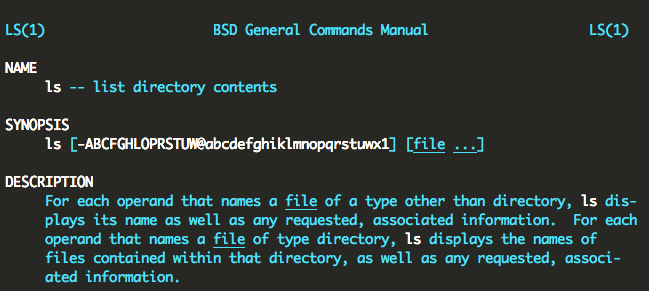 LS(1) BSD General Commands Manual LS(1)
NAME
ls -- list directory contents
SYNOPSIS
ls [-ABCFGHLOPRSTUW@abcdefghiklmnopqrstuwx1] [file ...]
DESCRIPTION
For each operand that names a file of a type other than directory, ls dis-
plays its name as well as any requested, associated information.  For each
operand that names a file of type directory, ls displays the names of
files contained within that directory, as well as any requested, associ-
ated information.